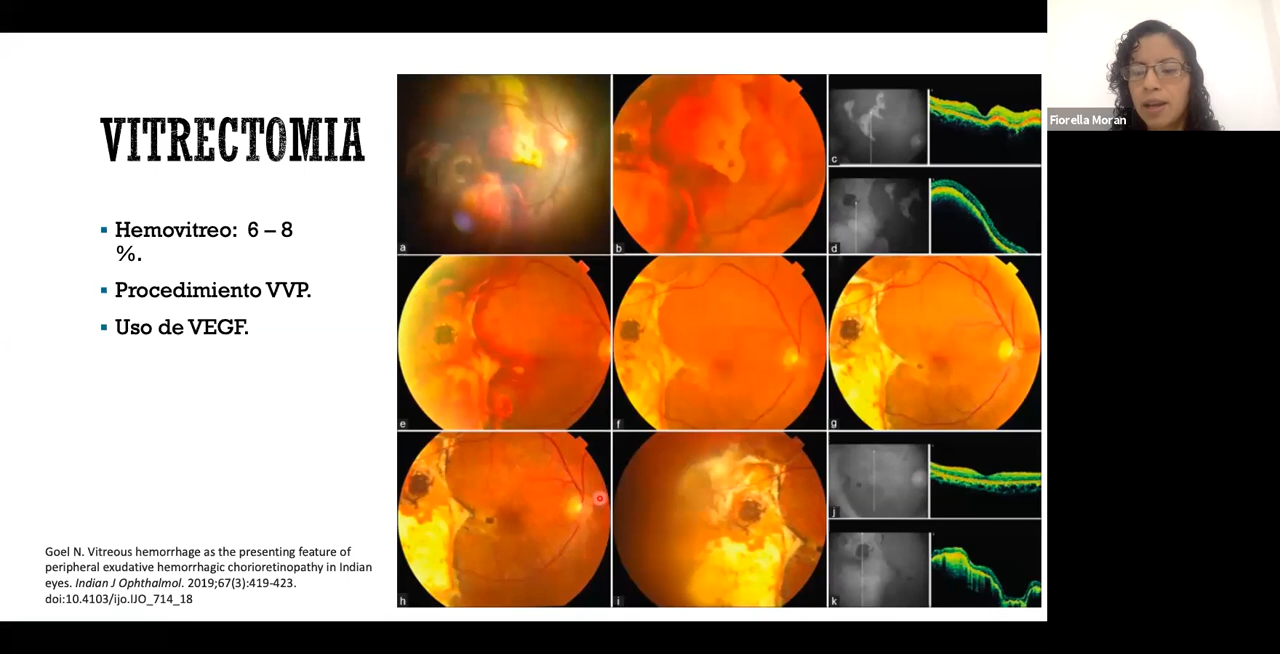 VITRECTOMIA
▪ Hemovitreo: 6 – 8
%.
▪ Procedimiento VVP.
▪ Uso de VEGF.
Goel N. Vitreous hemorrhage as the presenting feature of
peripheral exudative hemorrhagic chorioretinopathy in Indian
eyes. Indian J Ophthalmol. 2019;67(3):419-423.
doi:10.4103/ijo.IJO_714_18
a
b
c
d
e
f
g
h
i
j
k
Fiorella Moran